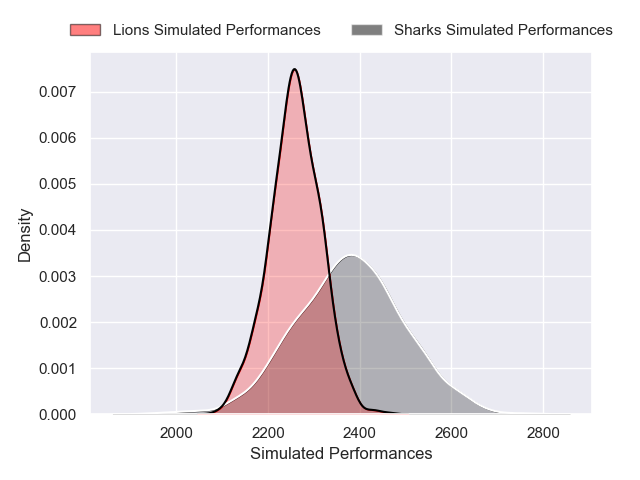 Lions Simulated Performances
Sharks Simulated Performances
0.007
0.006
0.005
0.004
0.003
0.002
0.001
0.000
Density
2000 2200 2400 2600 2800
Simulated Performances